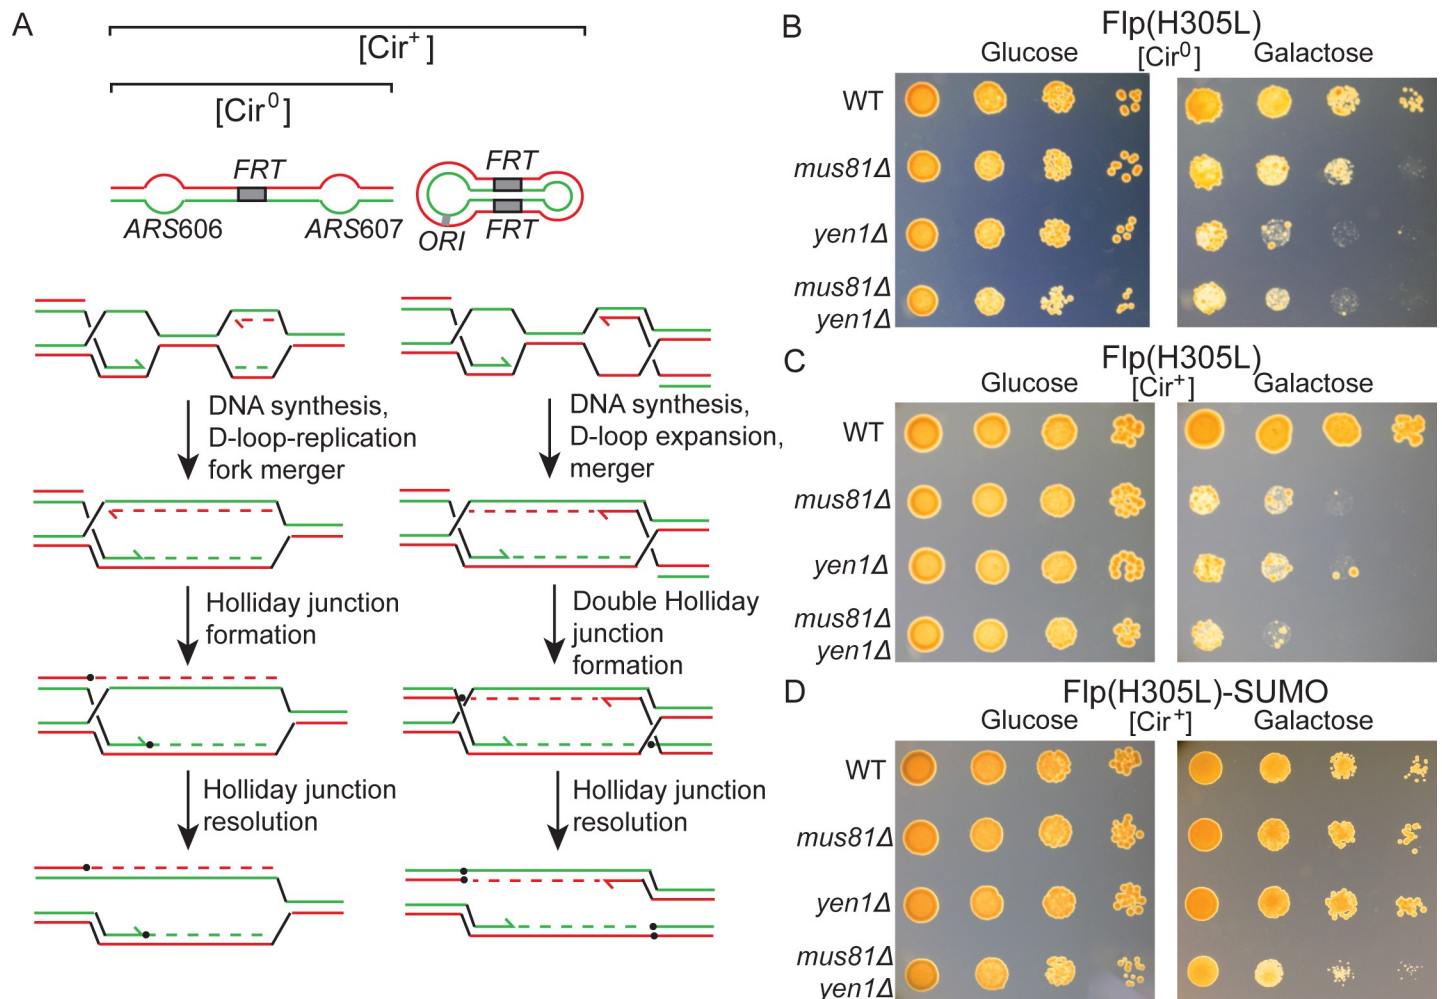 A
[Cir+]
[Cir0]
FRT
ARS606
ARS607
FRT
ORI
FRT
DNA synthesis,
D-loop-replication
fork merger
DNA synthesis,
D-loop expansion,
merger
Holliday junction
formation
Double Holliday
junction
formation
Holliday junction
resolution
Holliday junction
resolution
B
Flp(H305L)
Glucose
[Cir0]
Galactose
WT
mus81Δ
yen1Δ
mus81Δ
yen1Δ
C
Flp(H305L)
Glucose
[Cir+]
Galactose
WT
mus81Δ
yen1Δ
mus81Δ
yen1Δ
D
Flp(H305L)-SUMO
Glucose
[Cir+]
Galactose
WT
mus81Δ
yen1Δ
mus81Δ
yen1Δ